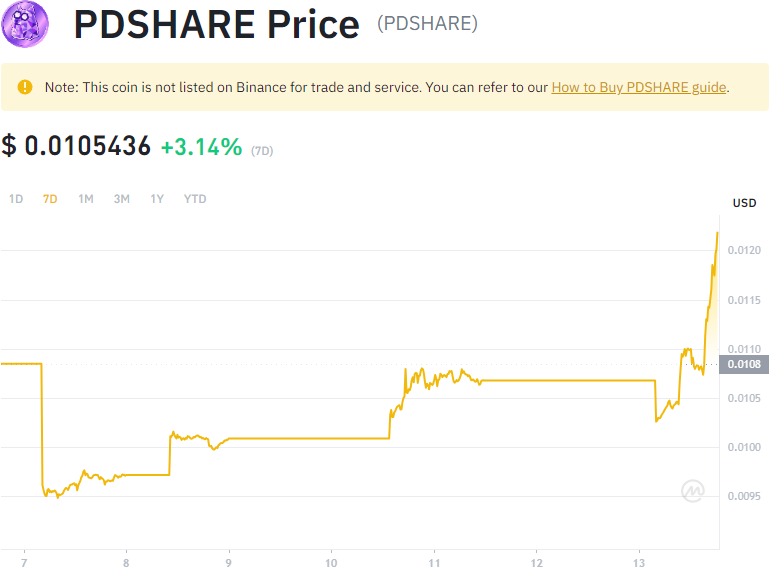 PDSHARE Price (PDSHARE)
Note: This coin is not listed on Binance for trade and service. You can refer to our How to Buy PDSHARE guide.
$ 0.0105436 +3.14% (7D)
1D 7D 1M 3M 1Y YTD
USD
0.0120
0.0115
0.0110
0.0108
0.0105
0.0100
0.0095
7 8 9 10 11 12 13